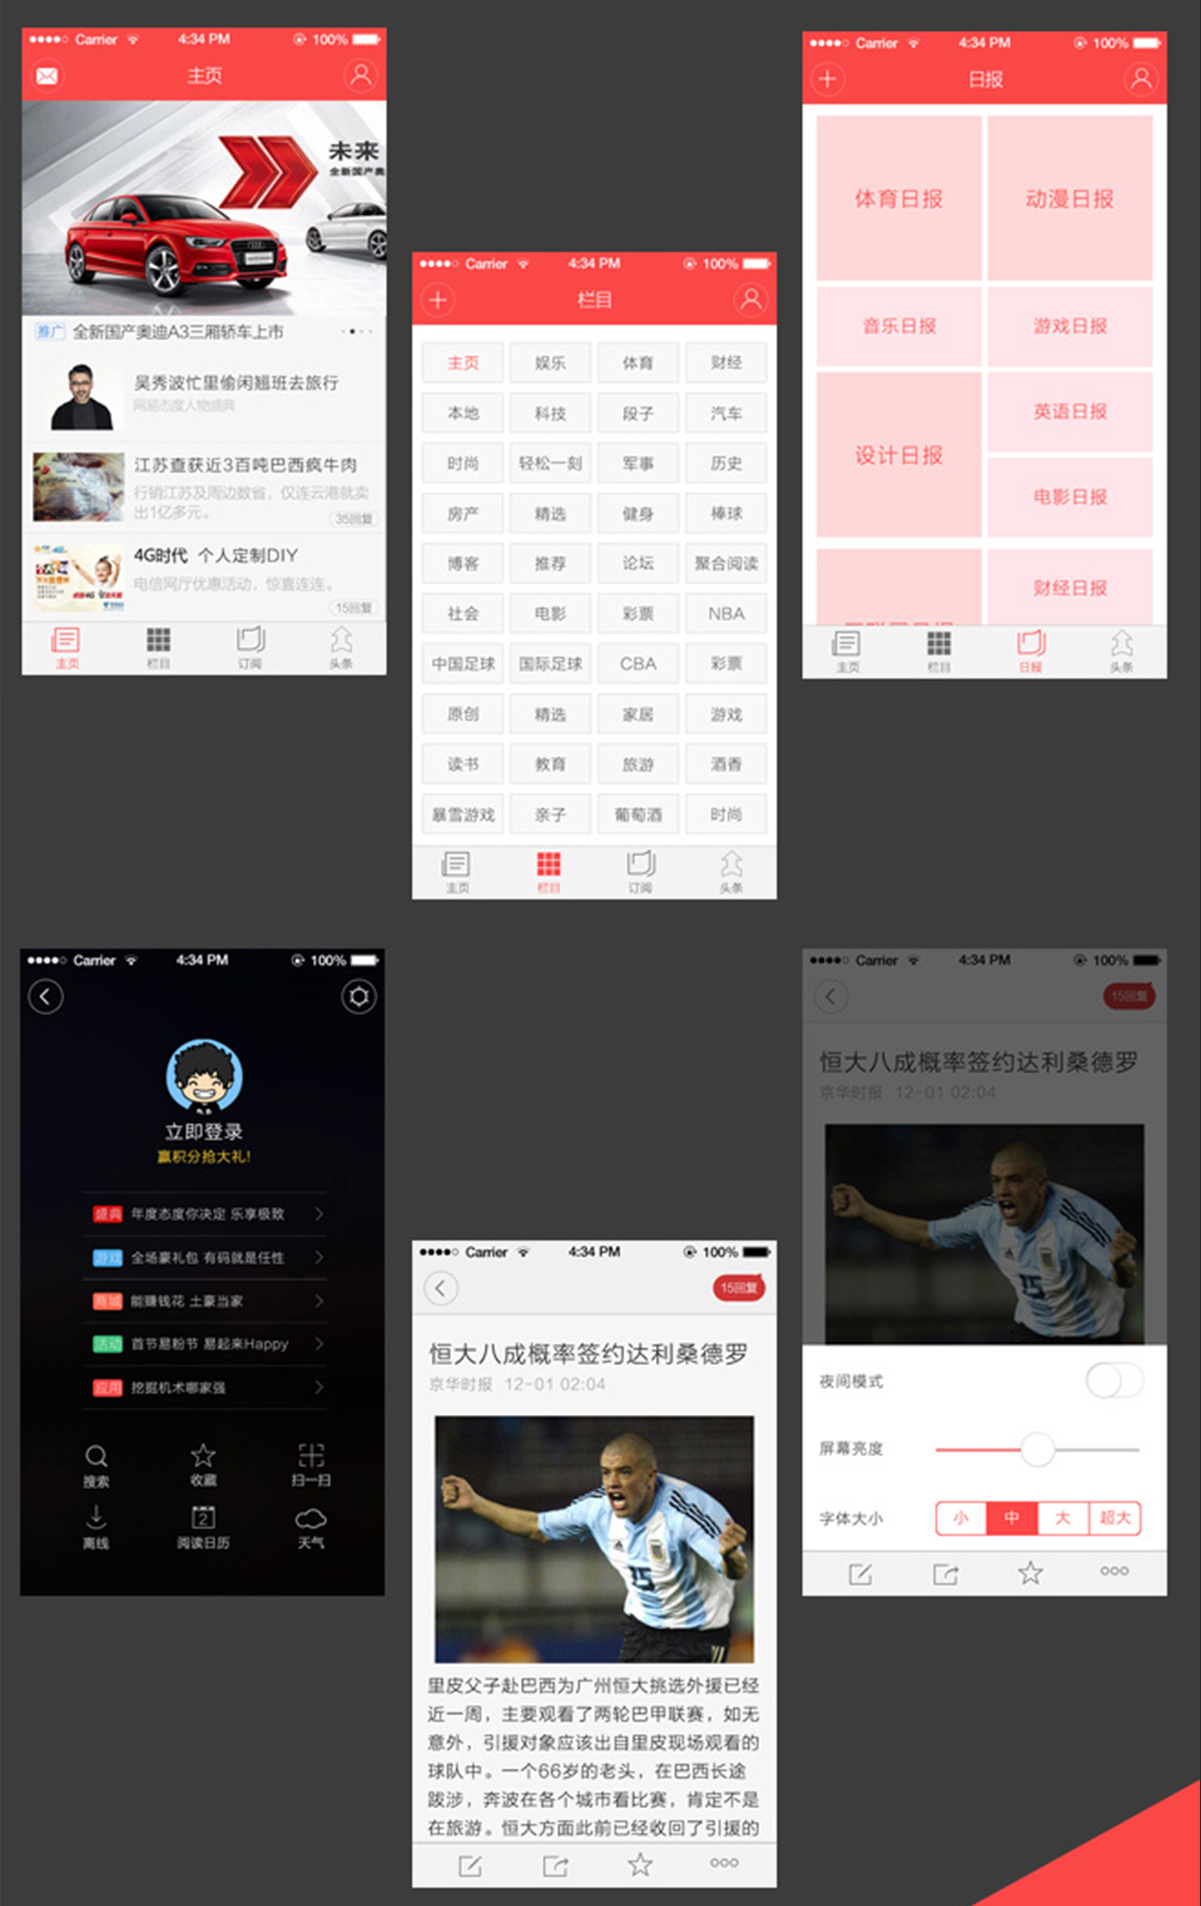 Carrier 4:34 PM 100%
主页
未来
全新国产奥
推广 全新国产奥迪A3三厢轿车上市
吴秀波忙里偷闲翘班去旅行
网易态度人物盛典
江苏查获近3百吨巴西疯牛肉
行销江苏及周边数省，仅连云港就卖
出1亿多元。
35回复
4G时代 个人定制DIY
电信网厅优惠活动，惊喜连连。
15回复
主页 栏目 订阅 头条
Carrier 4:34 PM 100%
栏目
主页 娱乐 体育 财经
本地 科技 段子 汽车
时尚 轻松一刻 军事 历史
房产 精选 健身 棒球
博客 推荐 论坛 聚合阅读
社会 电影 彩票 NBA
中国足球 国际足球 CBA 彩票
原创 精选 家居 游戏
读书 教育 旅游 酒香
暴雪游戏 亲子 葡萄酒 时尚
主页 栏目 订阅 头条
Carrier 4:34 PM 100%
日报
体育日报 动漫日报
音乐日报 游戏日报
设计日报 英语日报
电影日报
财经日报
主页 栏目 日报 头条
Carrier 4:34 PM 100%
立即登录
赢积分抢大礼!
盛典 年度态度你决定 乐享极致
游戏 全场豪礼包 有码就是任性
商城 能赚钱花 土豪当家
活动 首节易粉节 易起来Happy
应用 挖掘机术哪家强
搜索 收藏 扫一扫
2
离线 阅读日历 天气
Carrier 4:34 PM 100%
15回复
恒大八成概率签约达利桑德罗
京华时报 12-01 02:04
15
里皮父子赴巴西为广州恒大挑选外援已经
近一周，主要观看了两轮巴甲联赛，如无
意外，引援对象应该出自里皮现场观看的
球队中。一个66岁的老头，在巴西长途
跋涉，奔波在各个城市看比赛，肯定不是
在旅游。恒大方面此前已经收回了引援的
Carrier 4:34 PM 100%
15回复
恒大八成概率签约达利桑德罗
京华时报 12-01 02:04
15
夜间模式
屏幕亮度
字体大小 小 中 大 超大